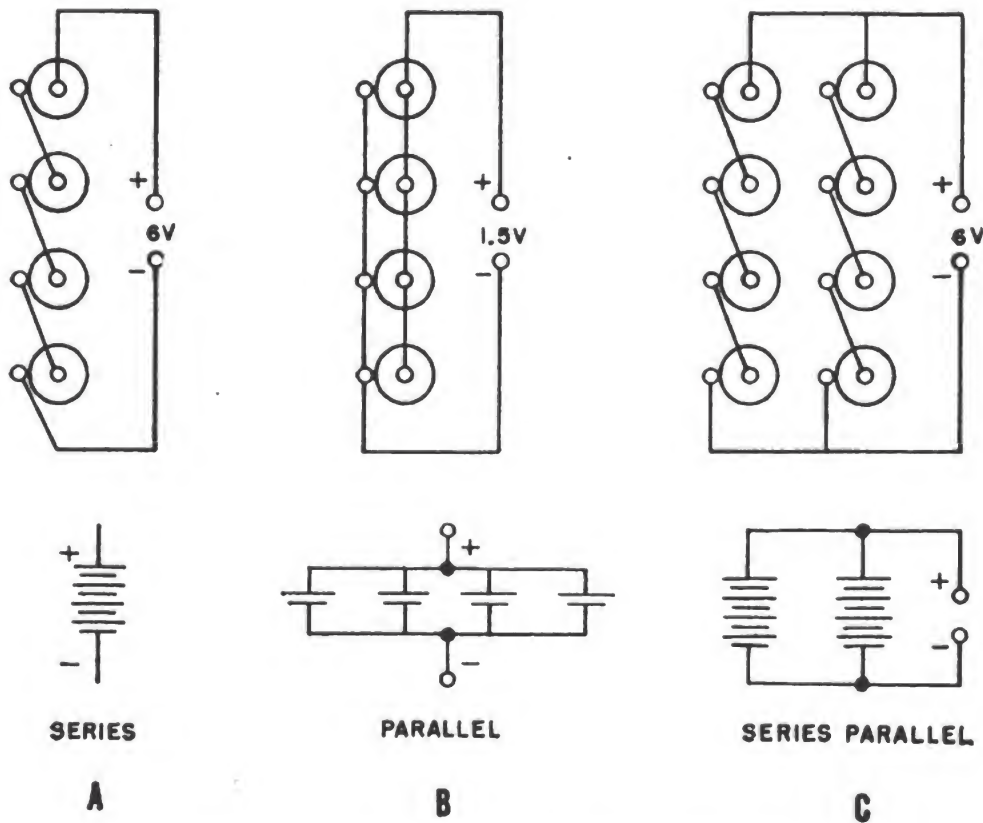 +
6V
−
+
1.5V
−
+
6V
−
+
−
+
−
+
−
SERIES
PARALLEL
SERIES PARALLEL
A
B
C